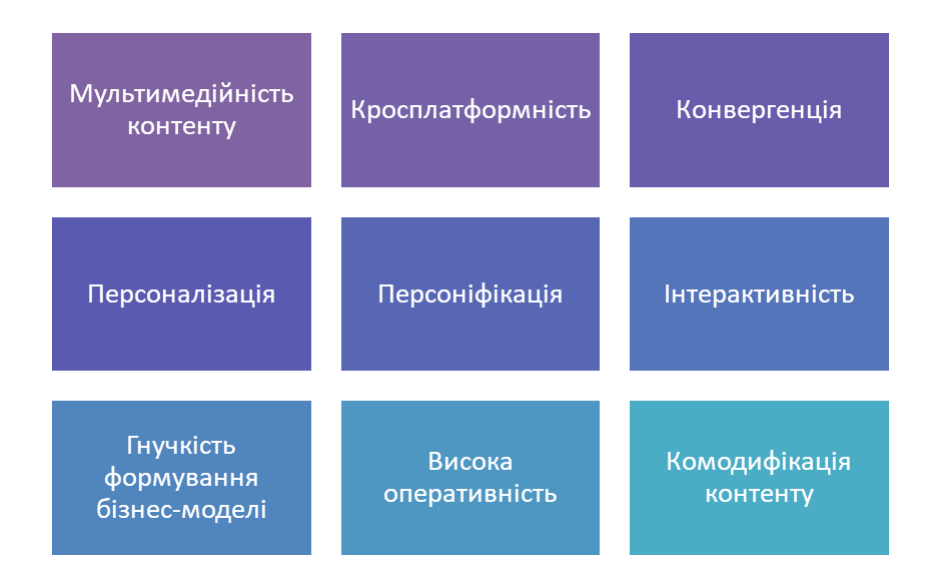 Мультимедійність
контенту
Кросплатформність
Конвергенція
Персоналізація
Персоніфікація
Інтерактивність
Гнучкість
формування
бізнес-моделі
Висока
оперативність
Комодифікація
контенту